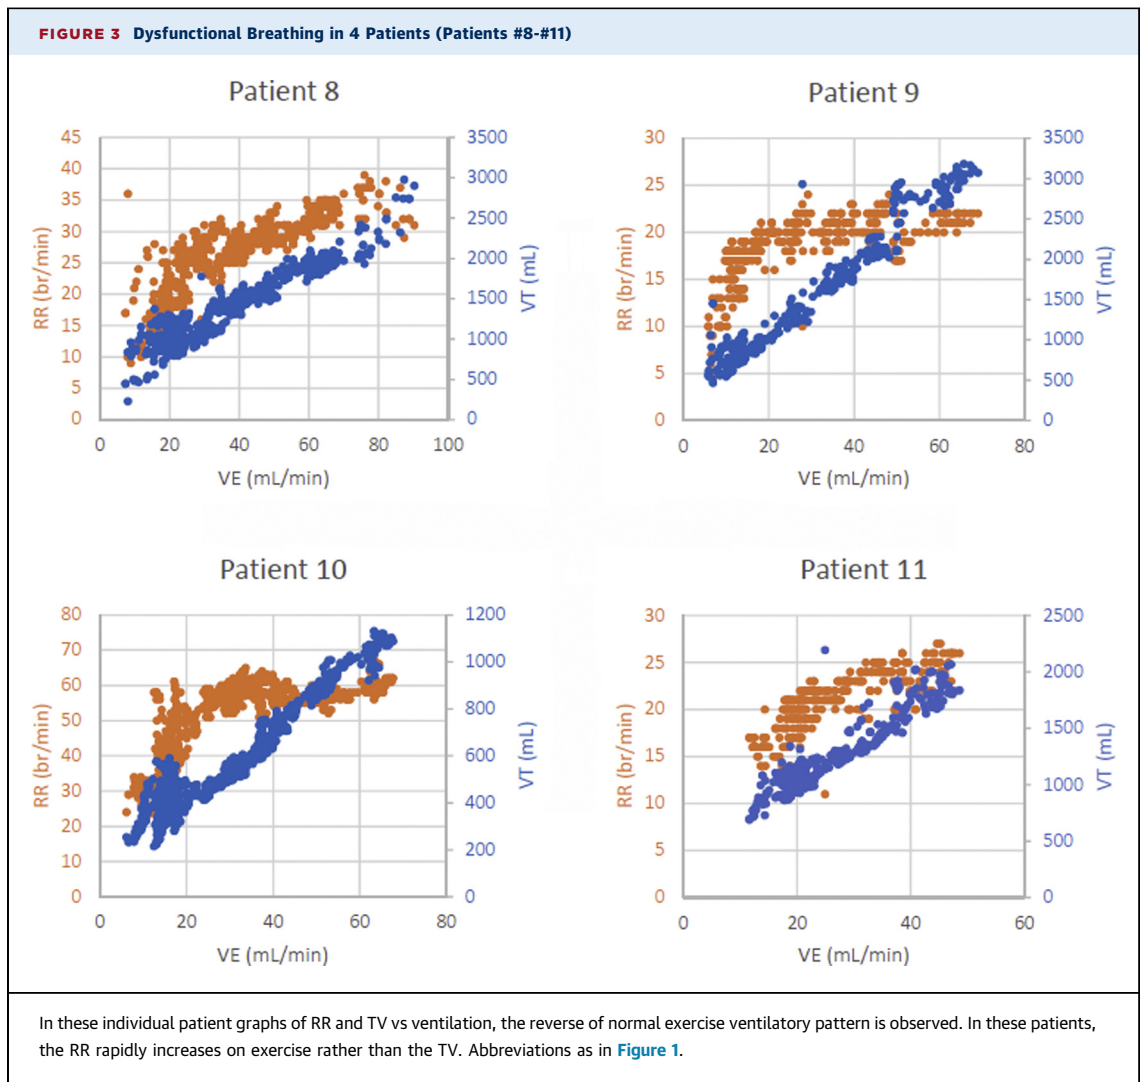 FIGURE 3 Dysfunctional Breathing in 4 Patients (Patients #8-#11)
Patient 8
45
40
35
30
25
20
15
10
5
0
RR (br/min)
3500
3000
2500
2000
1500
1000
500
0
VT (mL)
0 20 40 60 80 100
VE (mL/min)
Patient 9
30
25
20
15
10
5
0
RR (br/min)
3500
3000
2500
2000
1500
1000
500
0
VT (mL)
0 20 40 60 80
VE (mL/min)
Patient 10
80
70
60
50
40
30
20
10
0
RR (br/min)
1200
1000
800
600
400
200
0
VT (mL)
0 20 40 60 80
VE (mL/min)
Patient 11
30
25
20
15
10
5
0
RR (br/min)
2500
2000
1500
1000
500
0
VT (mL)
0 20 40 60
VE (mL/min)
In these individual patient graphs of RR and TV vs ventilation, the reverse of normal exercise ventilatory pattern is observed. In these patients,
the RR rapidly increases on exercise rather than the TV. Abbreviations as in Figure 1.